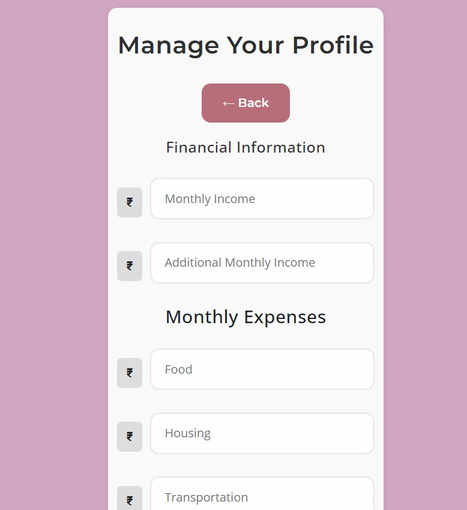 Manage Your Profile
← Back
Financial Information
₹ Monthly Income
₹ Additional Monthly Income
Monthly Expenses
₹ Food
₹ Housing
₹ Transportation